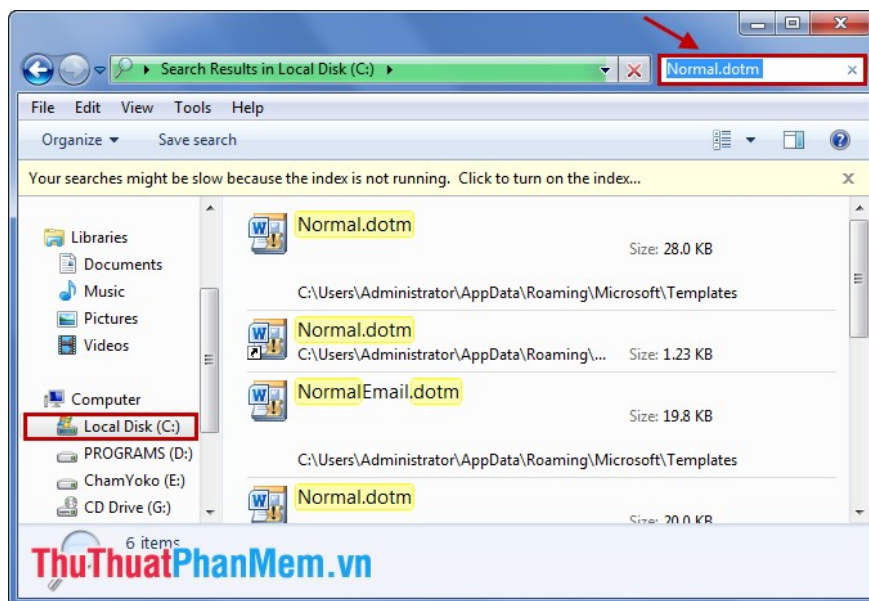 Search Results in Local Disk (C:)
Normal.dotm
File Edit View Tools Help
Organize Save search
Your searches might be slow because the index is not running. Click to turn on the index...
Libraries
Documents
Music
Pictures
Videos
Computer
Local Disk (C:)
PROGRAMS (D:)
ChamYoko (E:)
CD Drive (G:)
Normal.dotm
Size: 28.0 KB
C:\Users\Administrator\AppData\Roaming\Microsoft\Templates
Normal.dotm
C:\Users\Administrator\AppData\Roaming\... Size: 1.23 KB
NormalEmail.dotm
Size: 19.8 KB
C:\Users\Administrator\AppData\Roaming\Microsoft\Templates
Normal.dotm
Size: 20.0 KB
6 items
ThuThuatPhanMem.vn